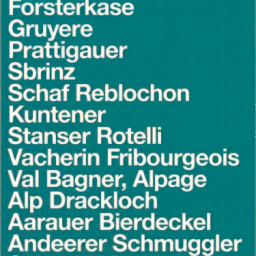 Forsterkase
Gruyere
Prattigauer
Sbrinz
Schaf Reblochon
Kuntener
Stanser Rotelli
Vacherin Fribourgeois
Val Bagner, Alpage
Alp Drackloch
Aarauer Bierdeckel
Andeerer Schmuggler